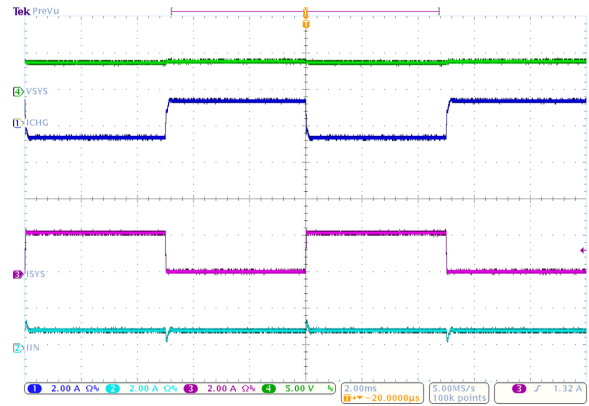 Tek PreVu
T
T
4 VSYS
1 ICHG
3 ISYS
2 IIN
1 2.00 A Ω 2 2.00 A Ω 3 2.00 A Ω 4 5.00 V
2.00ms
T -20.0000µs
5.00MS/s
100k points
3 1.32 A